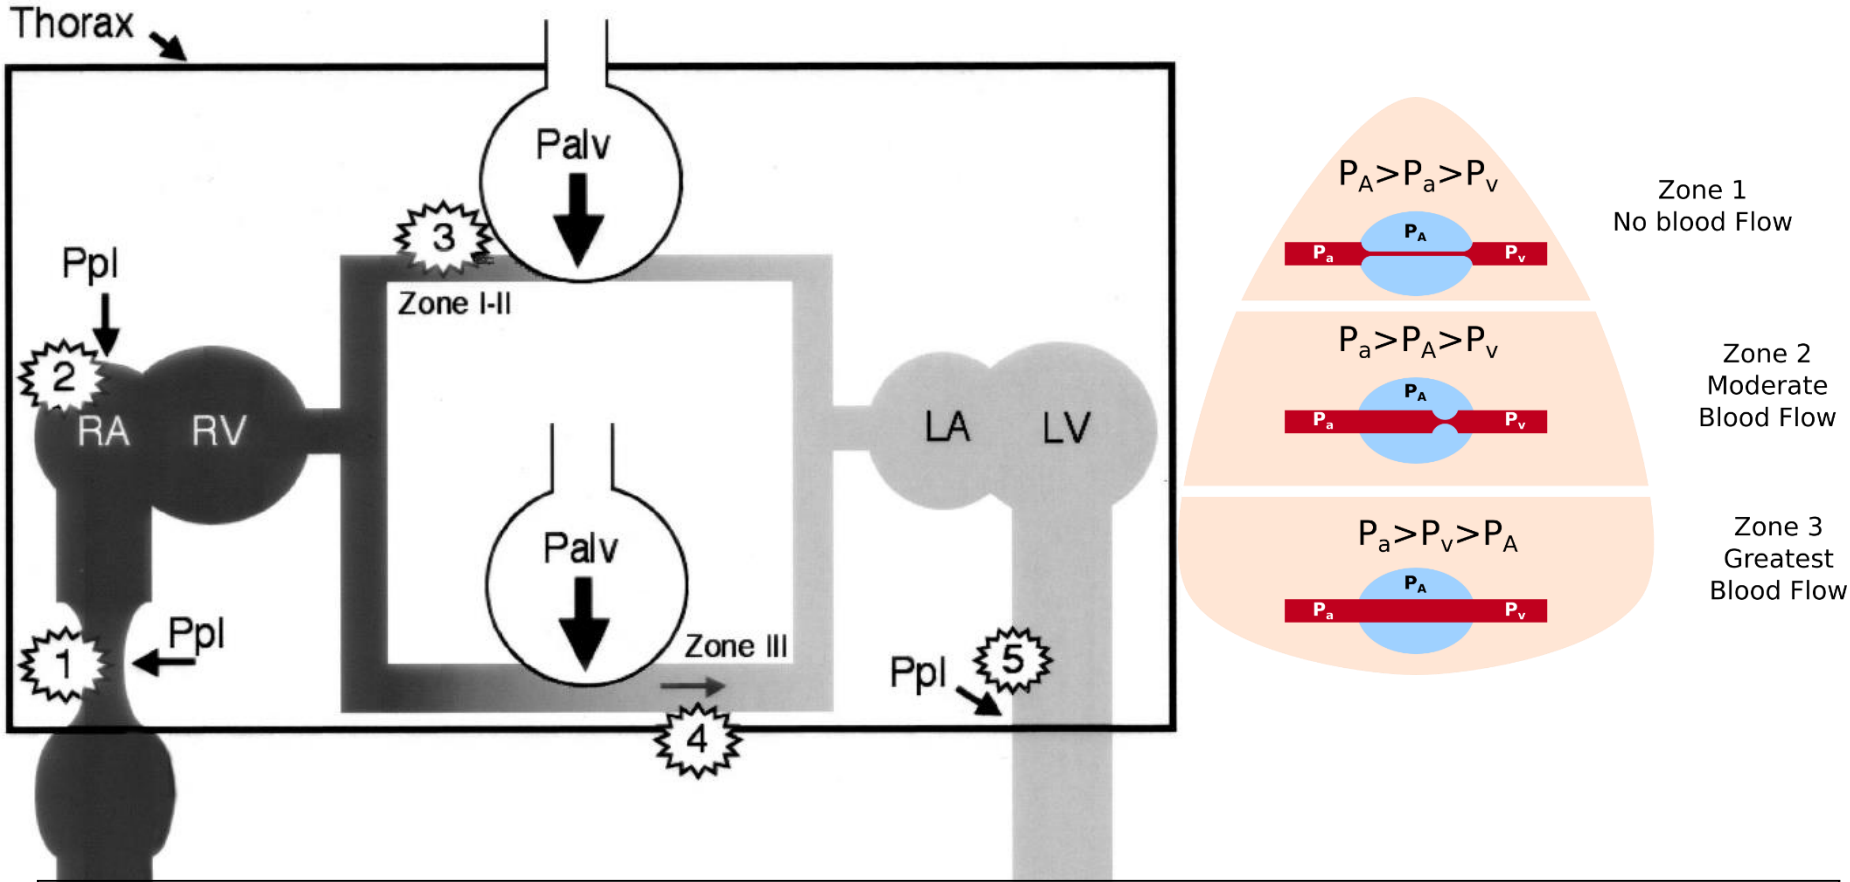 Thorax
Palv
3
Ppl
Zone I-II
2
RA
RV
LA
LV
Palv
Zone III
1
Ppl
Ppl
5
4
PA>Pa>Pv
PA
Pa
Pv
Zone 1
No blood Flow
Pa>PA>Pv
PA
Pa
Pv
Zone 2
Moderate
Blood Flow
Pa>Pv>PA
PA
Pa
Pv
Zone 3
Greatest
Blood Flow